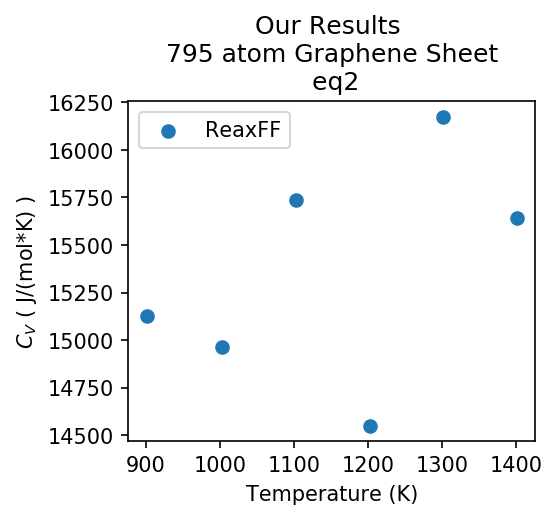 Our Results
795 atom Graphene Sheet
eq2
ReaxFF
16250
16000
15750
15500
15250
15000
14750
14500
C_V ( J/(mol*K) )
900 1000 1100 1200 1300 1400
Temperature (K)